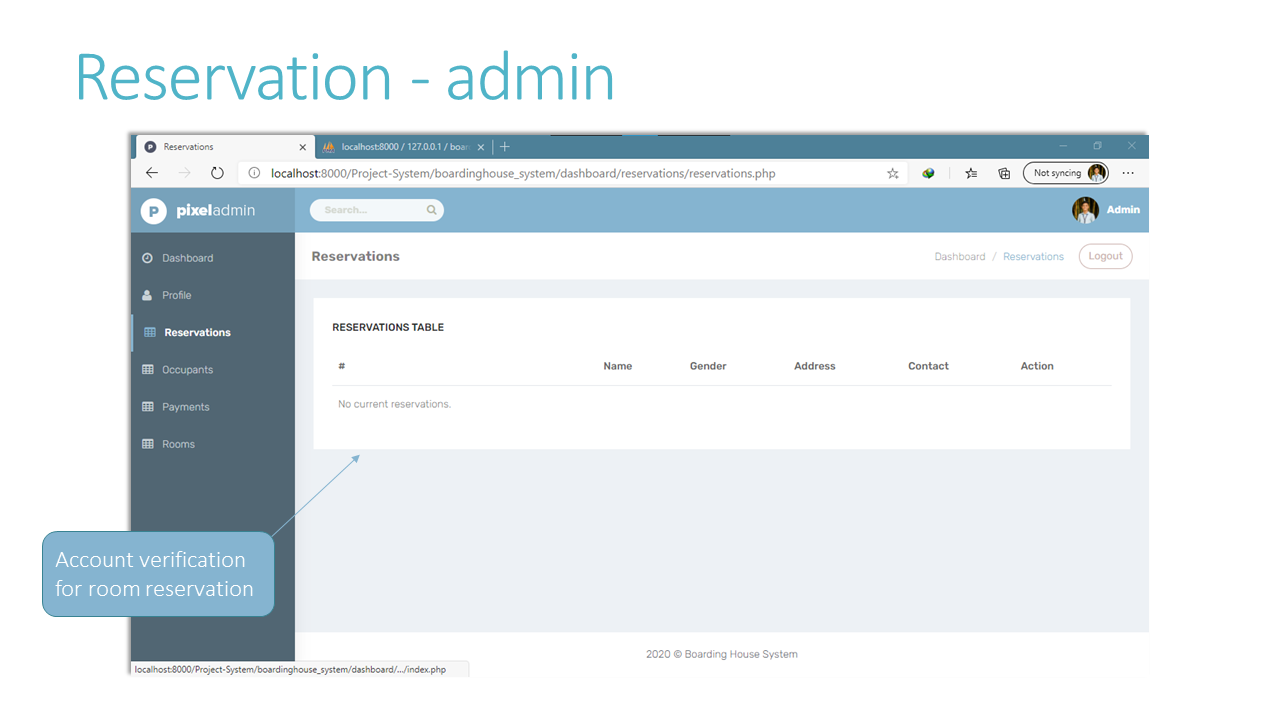 Reservation - admin
Reservations
localhost:8000 / 127.0.0.1 / boar
localhost:8000/Project-System/boardinghouse_system/dashboard/reservations/reservations.php
Not syncing
P pixeladmin
Search...
Admin
Dashboard
Profile
Reservations
Occupants
Payments
Rooms
Reservations
Dashboard / Reservations
Logout
RESERVATIONS TABLE
# Name Gender Address Contact Action
No current reservations.
Account verification
for room reservation
2020 © Boarding House System
localhost:8000/Project-System/boardinghouse_system/dashboard/.../index.php